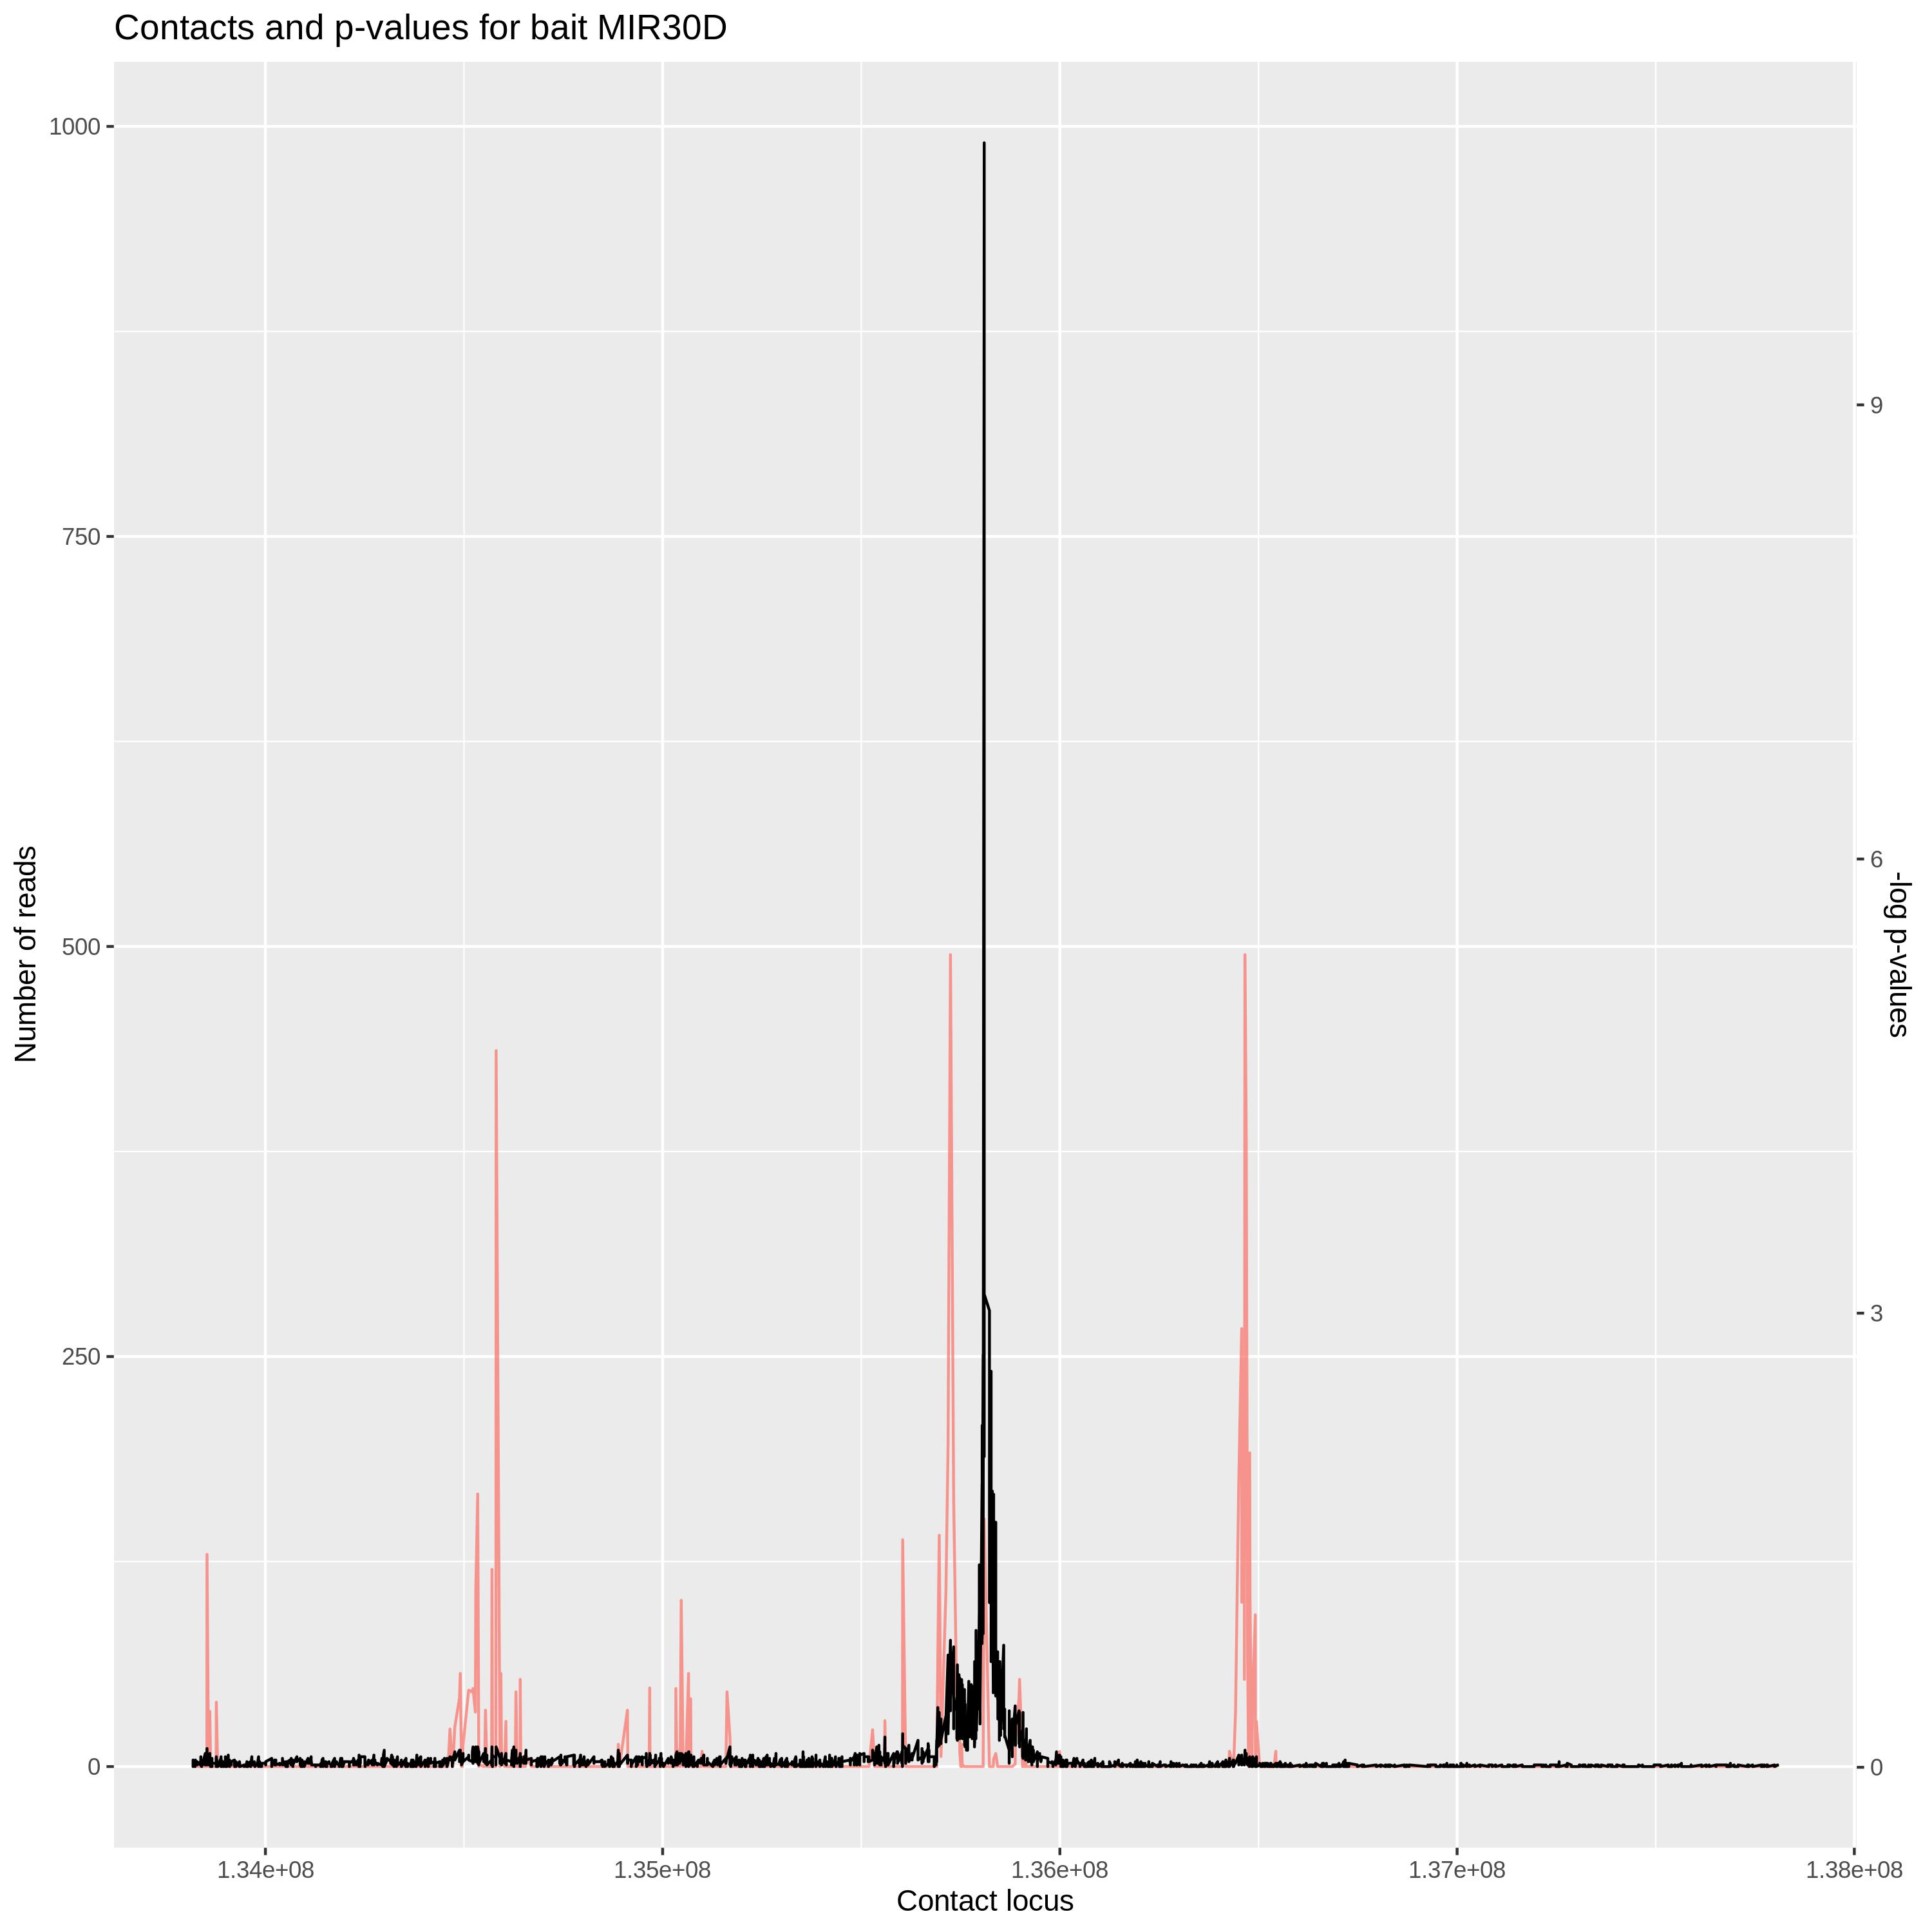 Contacts and p-values for bait MIR30D
1000
750
500
250
0
Number of reads
9
6
3
0
-log p-values
1.34e+08
1.35e+08
1.36e+08
1.37e+08
1.38e+08
Contact locus